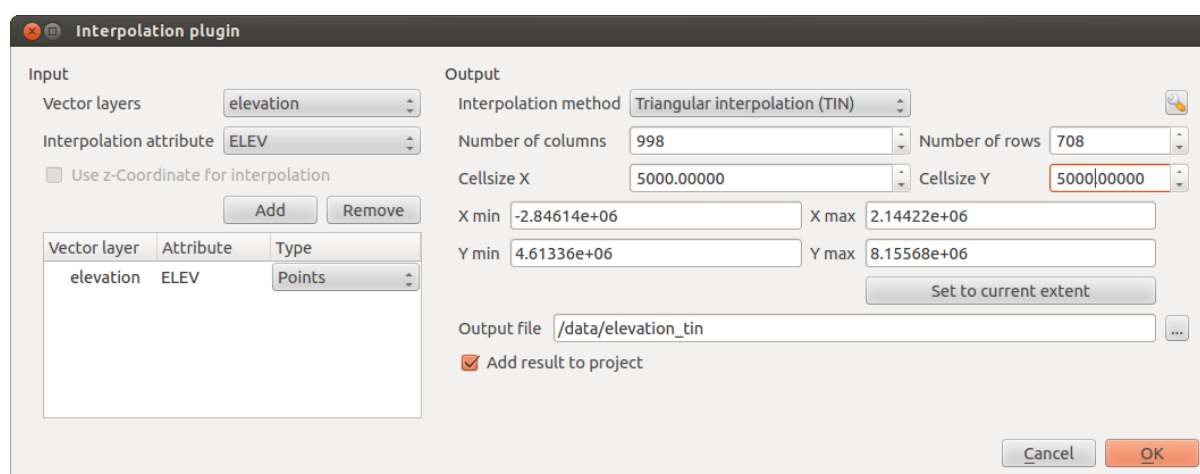 Interpolation plugin
Input
Vector layers elevation
Interpolation attribute ELEV
Use z-Coordinate for interpolation
Add Remove
Vector layer Attribute Type
elevation ELEV Points
Output
Interpolation method Triangular interpolation (TIN)
Number of columns 998 Number of rows 708
Cellsize X 5000.00000 Cellsize Y 5000.00000
X min -2.84614e+06 X max 2.14422e+06
Y min 4.61336e+06 Y max 8.15568e+06
Set to current extent
Output file /data/elevation_tin ...
Add result to project
Cancel OK